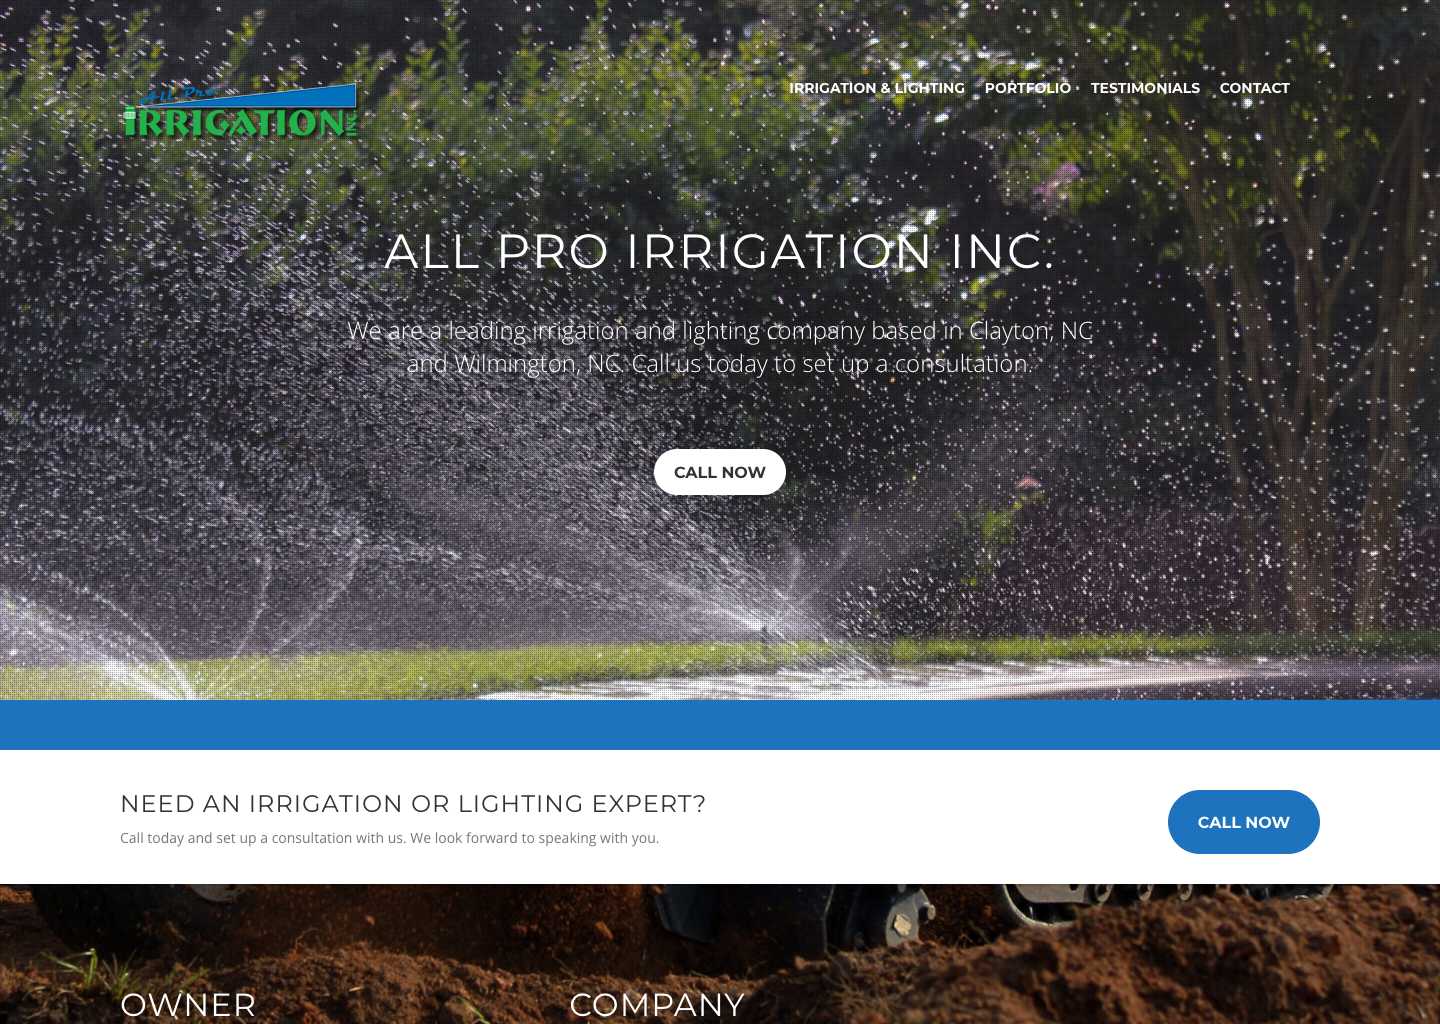 All Pro
IRRIGATION INC
IRRIGATION & LIGHTING PORTFOLIO TESTIMONIALS CONTACT
ALL PRO IRRIGATION INC.
We are a leading irrigation and lighting company based in Clayton, NC
and Wilmington, NC. Call us today to set up a consultation.
CALL NOW
NEED AN IRRIGATION OR LIGHTING EXPERT?
Call today and set up a consultation with us. We look forward to speaking with you.
CALL NOW
OWNER
COMPANY